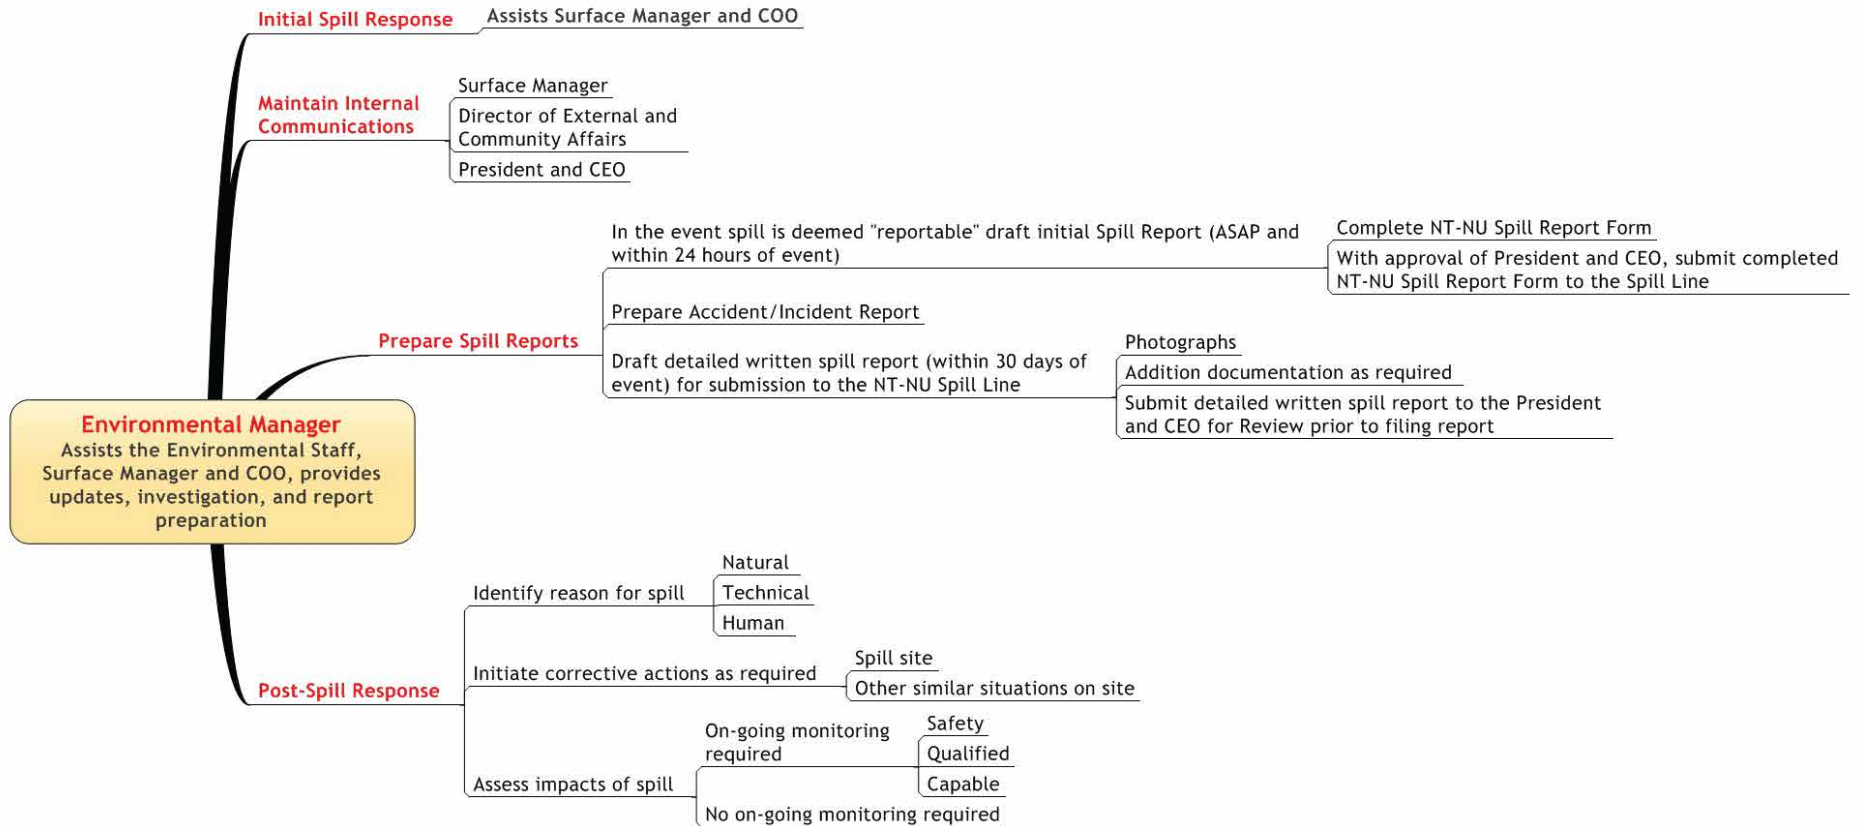 Initial Spill Response
Assists Surface Manager and COO
Maintain Internal
Communications
Surface Manager
Director of External and
Community Affairs
President and CEO
Prepare Spill Reports
In the event spill is deemed "reportable" draft initial Spill Report (ASAP and
within 24 hours of event)
Complete NT-NU Spill Report Form
With approval of President and CEO, submit completed
NT-NU Spill Report Form to the Spill Line
Prepare Accident/Incident Report
Draft detailed written spill report (within 30 days of
event) for submission to the NT-NU Spill Line
Photographs
Addition documentation as required
Submit detailed written spill report to the President
and CEO for Review prior to filing report
Environmental Manager
Assists the Environmental Staff,
Surface Manager and COO, provides
updates, investigation, and report
preparation
Post-Spill Response
Identify reason for spill
Natural
Technical
Human
Initiate corrective actions as required
Spill site
Other similar situations on site
Assess impacts of spill
On-going monitoring
required
Safety
Qualified
Capable
No on-going monitoring required